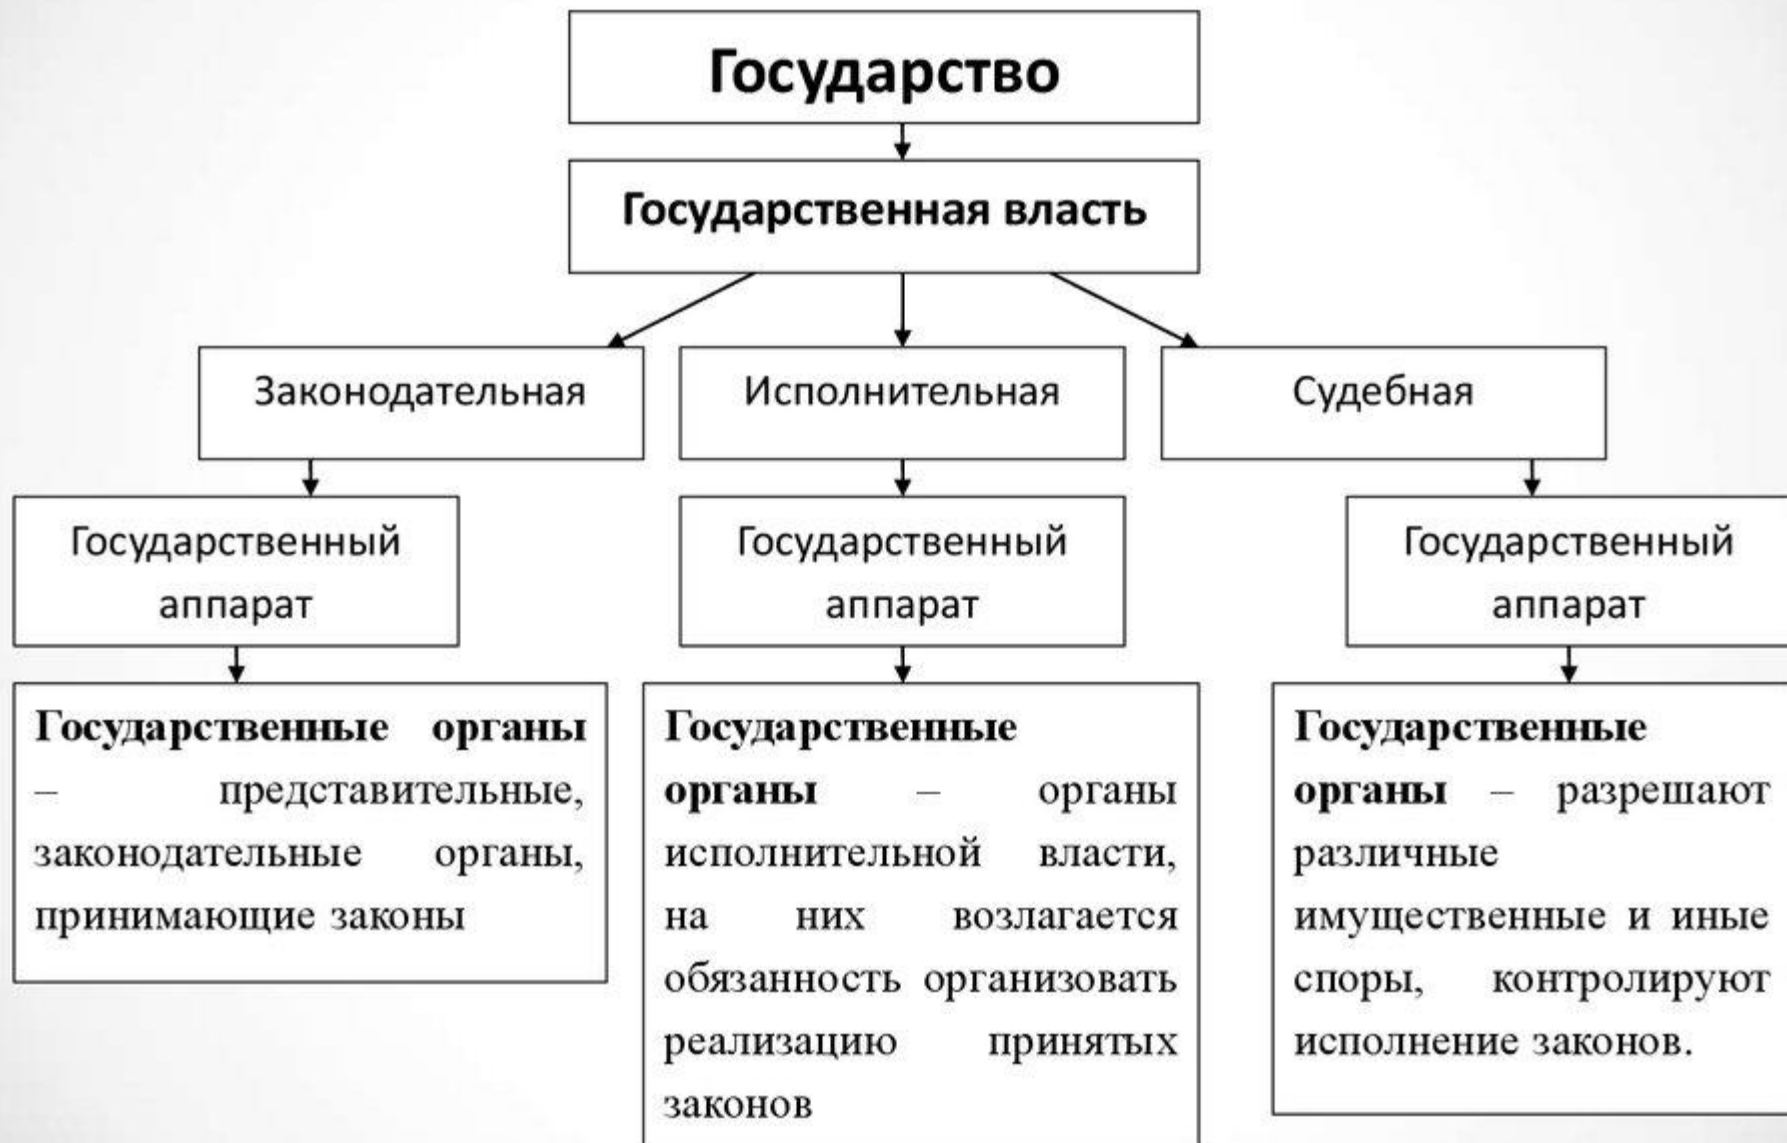 Государство
Государственная власть
Законодательная
Исполнительная
Судебная
Государственный
аппарат
Государственный
аппарат
Государственный
аппарат
Государственные органы
– представительные,
законодательные органы,
принимающие законы
Государственные
органы – органы
исполнительной власти,
на них возлагается
обязанность организовать
реализацию принятых
законов
Государственные
органы – разрешают
различные
имущественные и иные
споры, контролируют
исполнение законов.